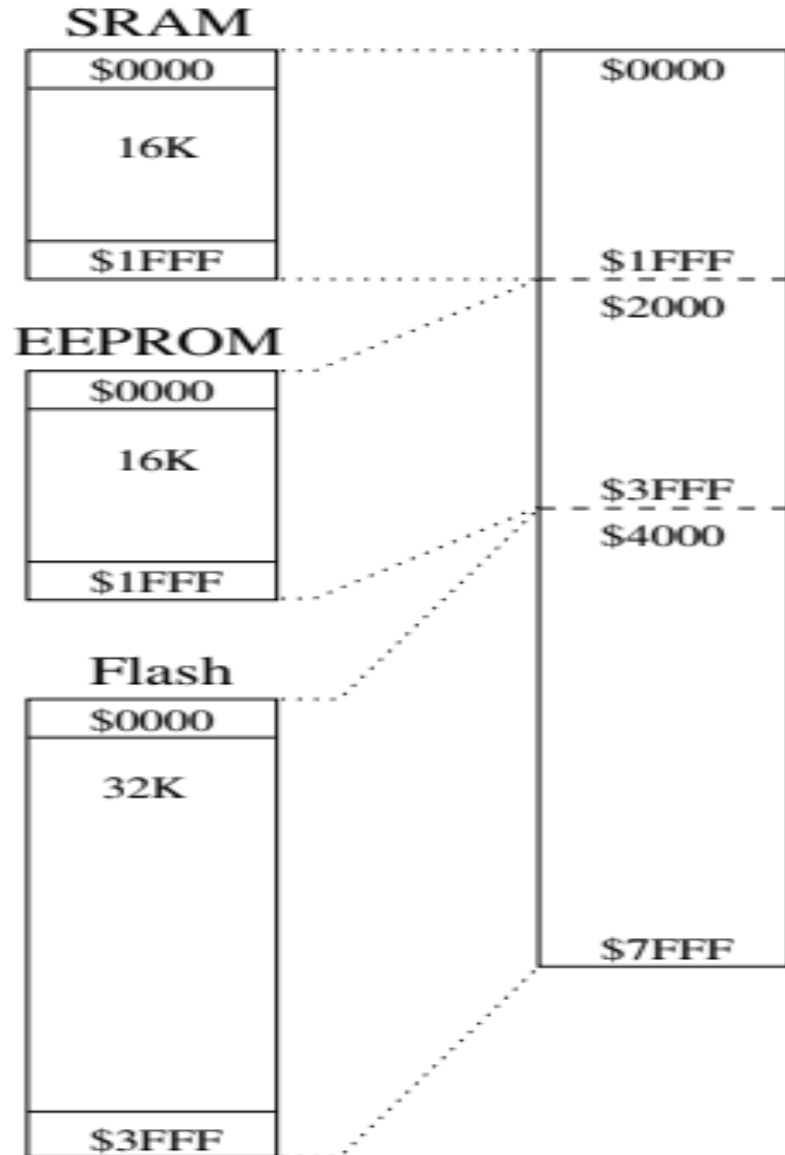 SRAM
$0000
16K
$1FFF
EEPROM
$0000
16K
$1FFF
Flash
$0000
32K
$3FFF
$0000
$1FFF
$2000
$3FFF
$4000
$7FFF